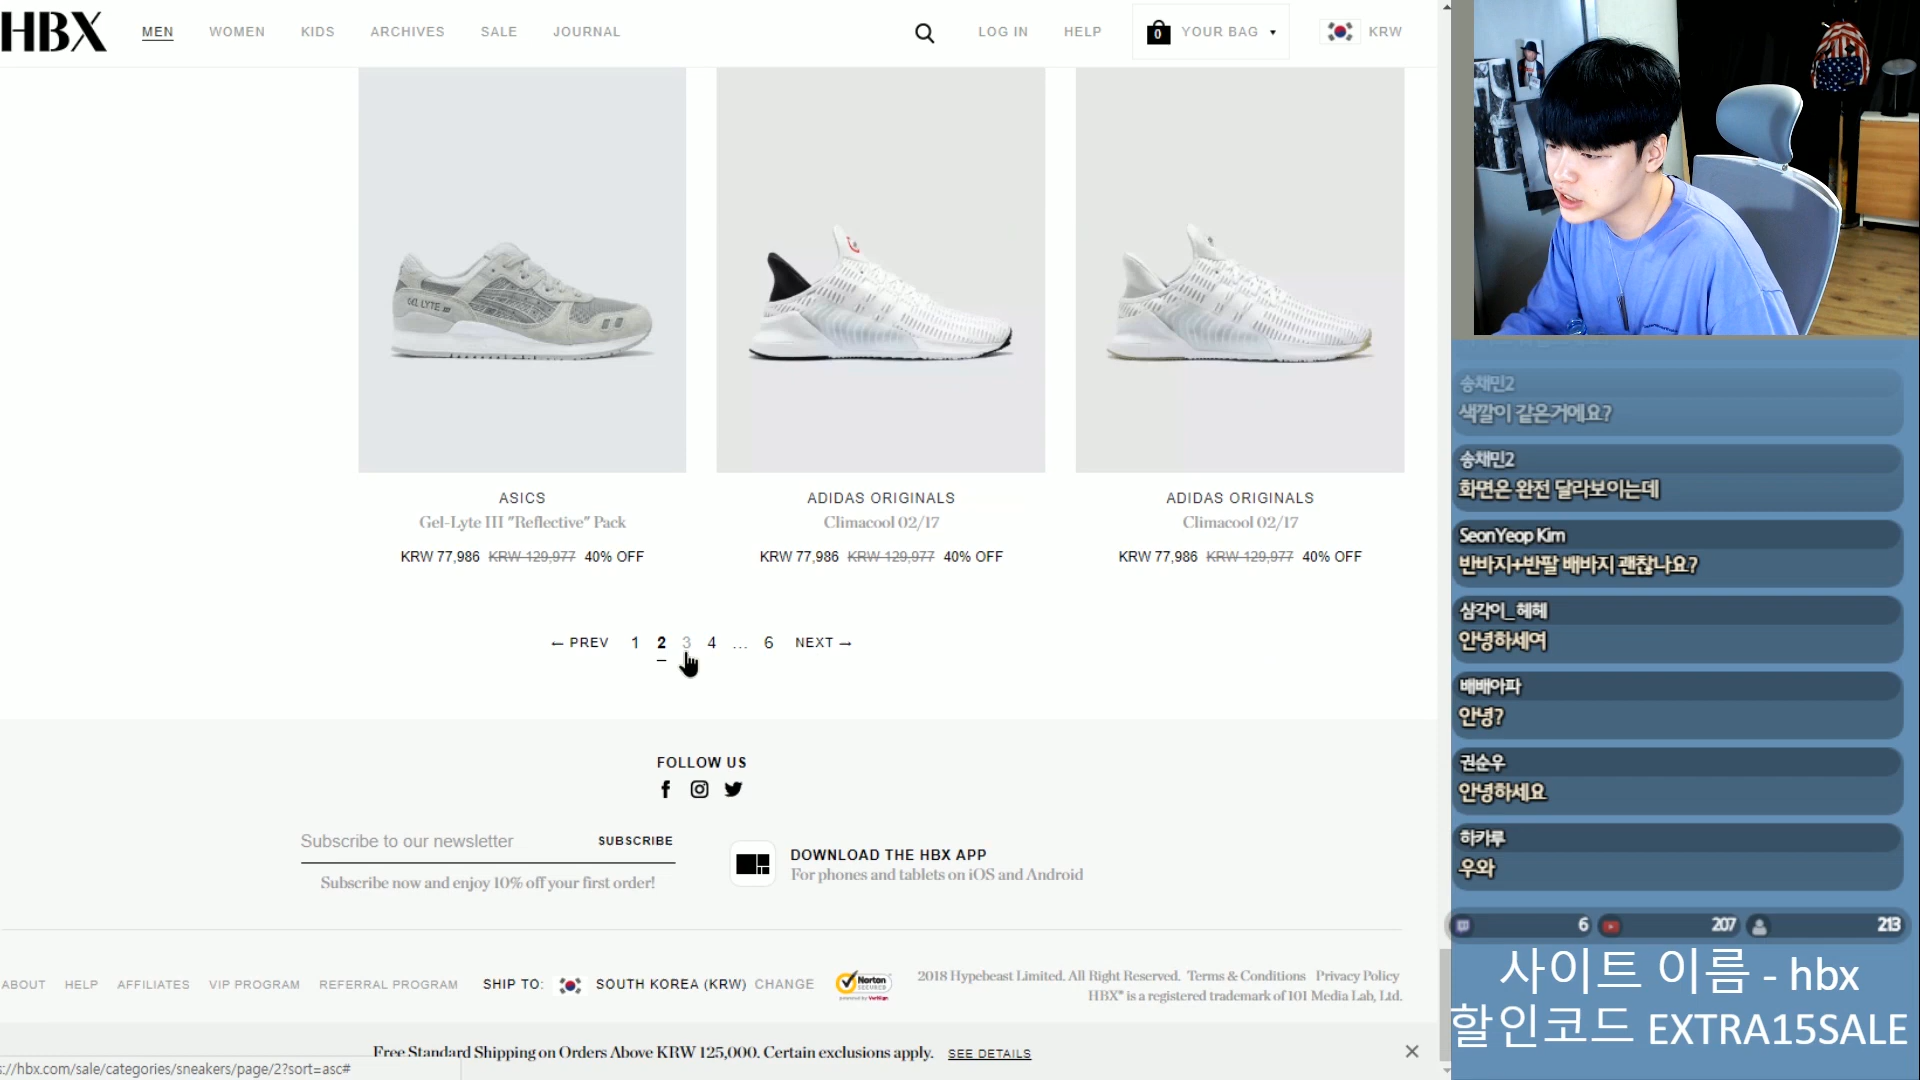 HBX
MEN WOMEN KIDS ARCHIVES SALE JOURNAL LOG IN HELP 0 YOUR BAG KRW
GEL-LYTE
ASICS
Gel-Lyte III "Reflective" Pack
KRW 77,986 KRW 129,977 40% OFF
ADIDAS ORIGINALS
Climacool 02/17
KRW 77,986 KRW 129,977 40% OFF
ADIDAS ORIGINALS
Climacool 02/17
KRW 77,986 KRW 129,977 40% OFF
← PREV 1 2 3 4 ... 6 NEXT →
FOLLOW US
Subscribe to our newsletter SUBSCRIBE
Subscribe now and enjoy 10% off your first order!
DOWNLOAD THE HBX APP
For phones and tablets on iOS and Android
ABOUT HELP AFFILIATES VIP PROGRAM REFERRAL PROGRAM SHIP TO: SOUTH KOREA (KRW) CHANGE
Norton
SECURED
powered by VeriSign
2018 Hypebeast Limited. All Right Reserved. Terms & Conditions Privacy Policy
HBX® is a registered trademark of 101 Media Lab, Ltd.
Free Standard Shipping on Orders Above KRW 125,000. Certain exclusions apply. SEE DETAILS
s://hbx.com/sale/categories/sneakers/page/2?sort=asc#
송채민2
색깔이 같은거에요?
송채민2
화면은 완전 달라보이는데
SeonYeop Kim
반바지+반팔 배바지 괜찮나요?
삼각이_헤헤
안녕하세여
배배아파
안녕?
권순우
안녕하세요
하카루
우와
6 207 213
사이트 이름 - hbx
할인코드 EXTRA15SALE